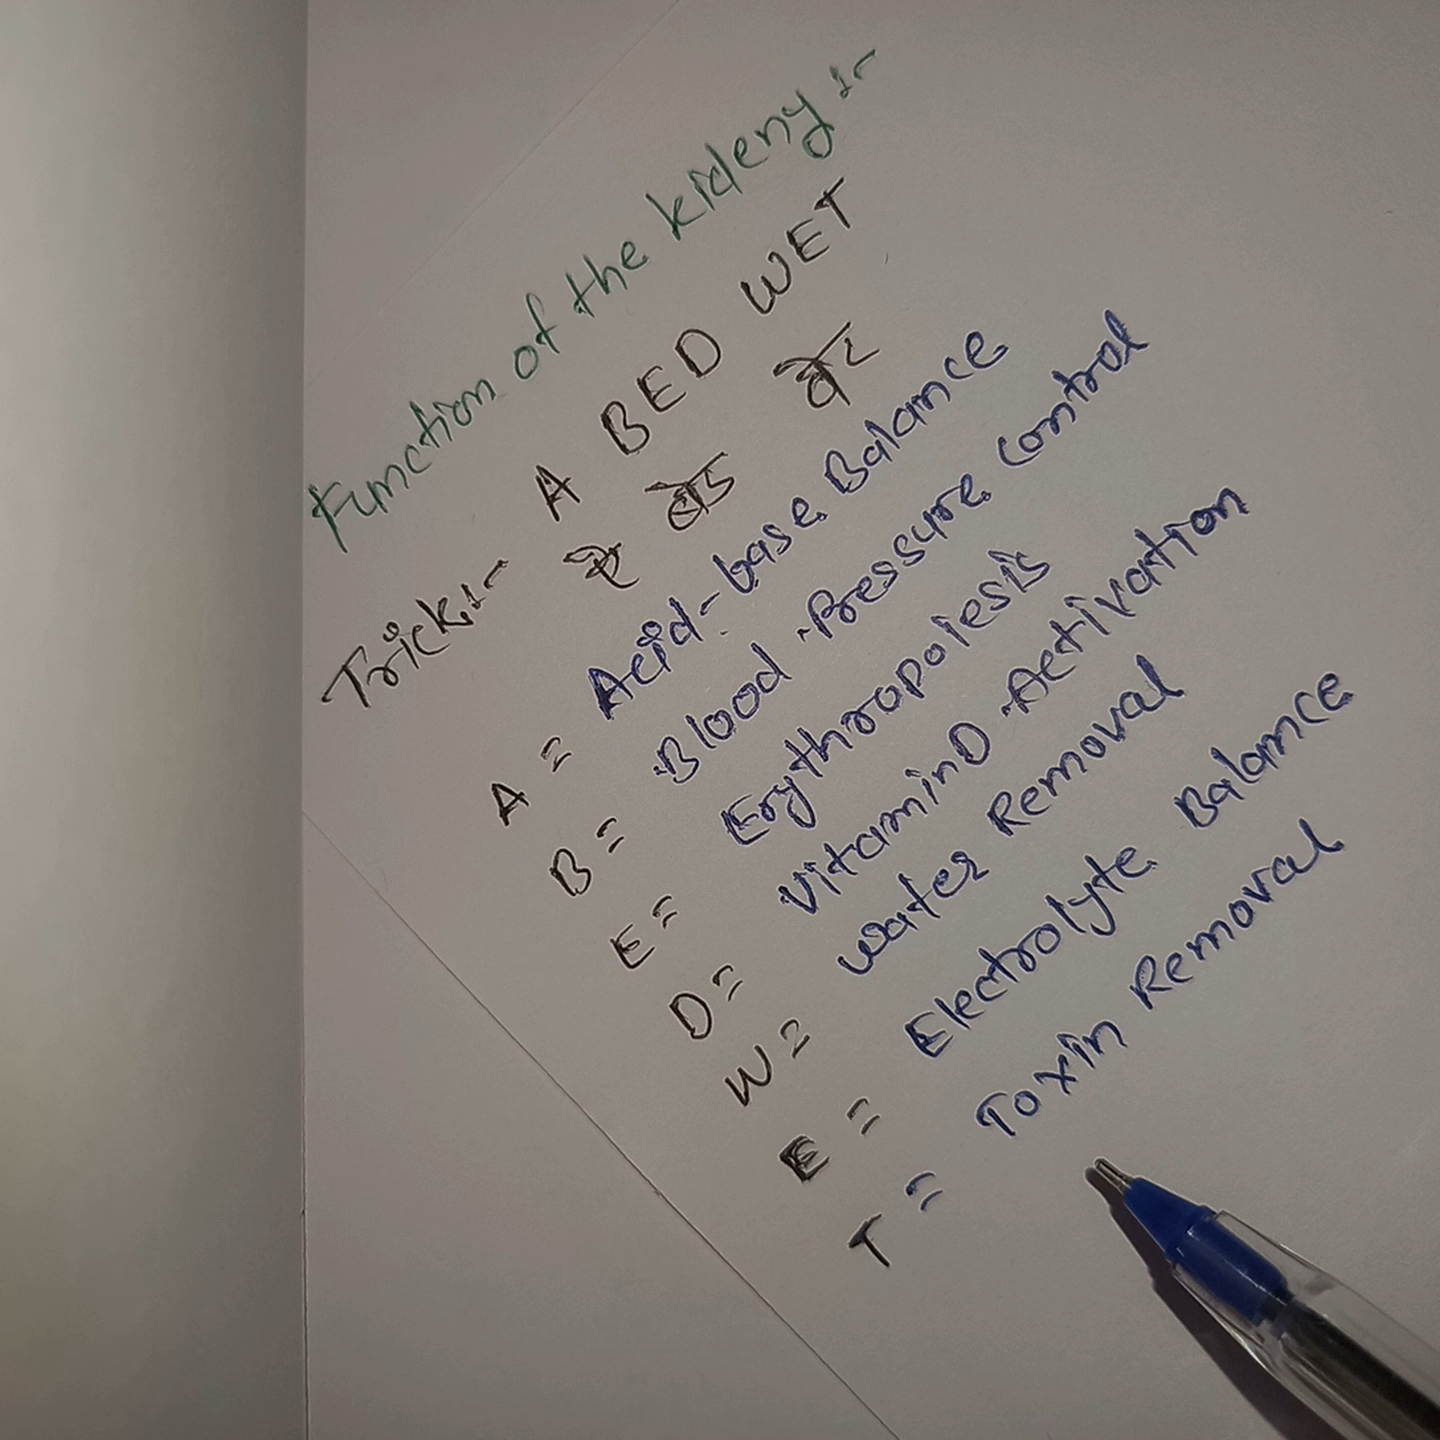 Function of the kideny :-
Trick :- A BED WET
ए बेड वेट
A = Acid-base Balance
B = Blood Pressure Control
E = Erythropoiesis
D = Vitamin D Activation
W = Water Removal
E = Electrolyte Balance
T = Toxin Removal